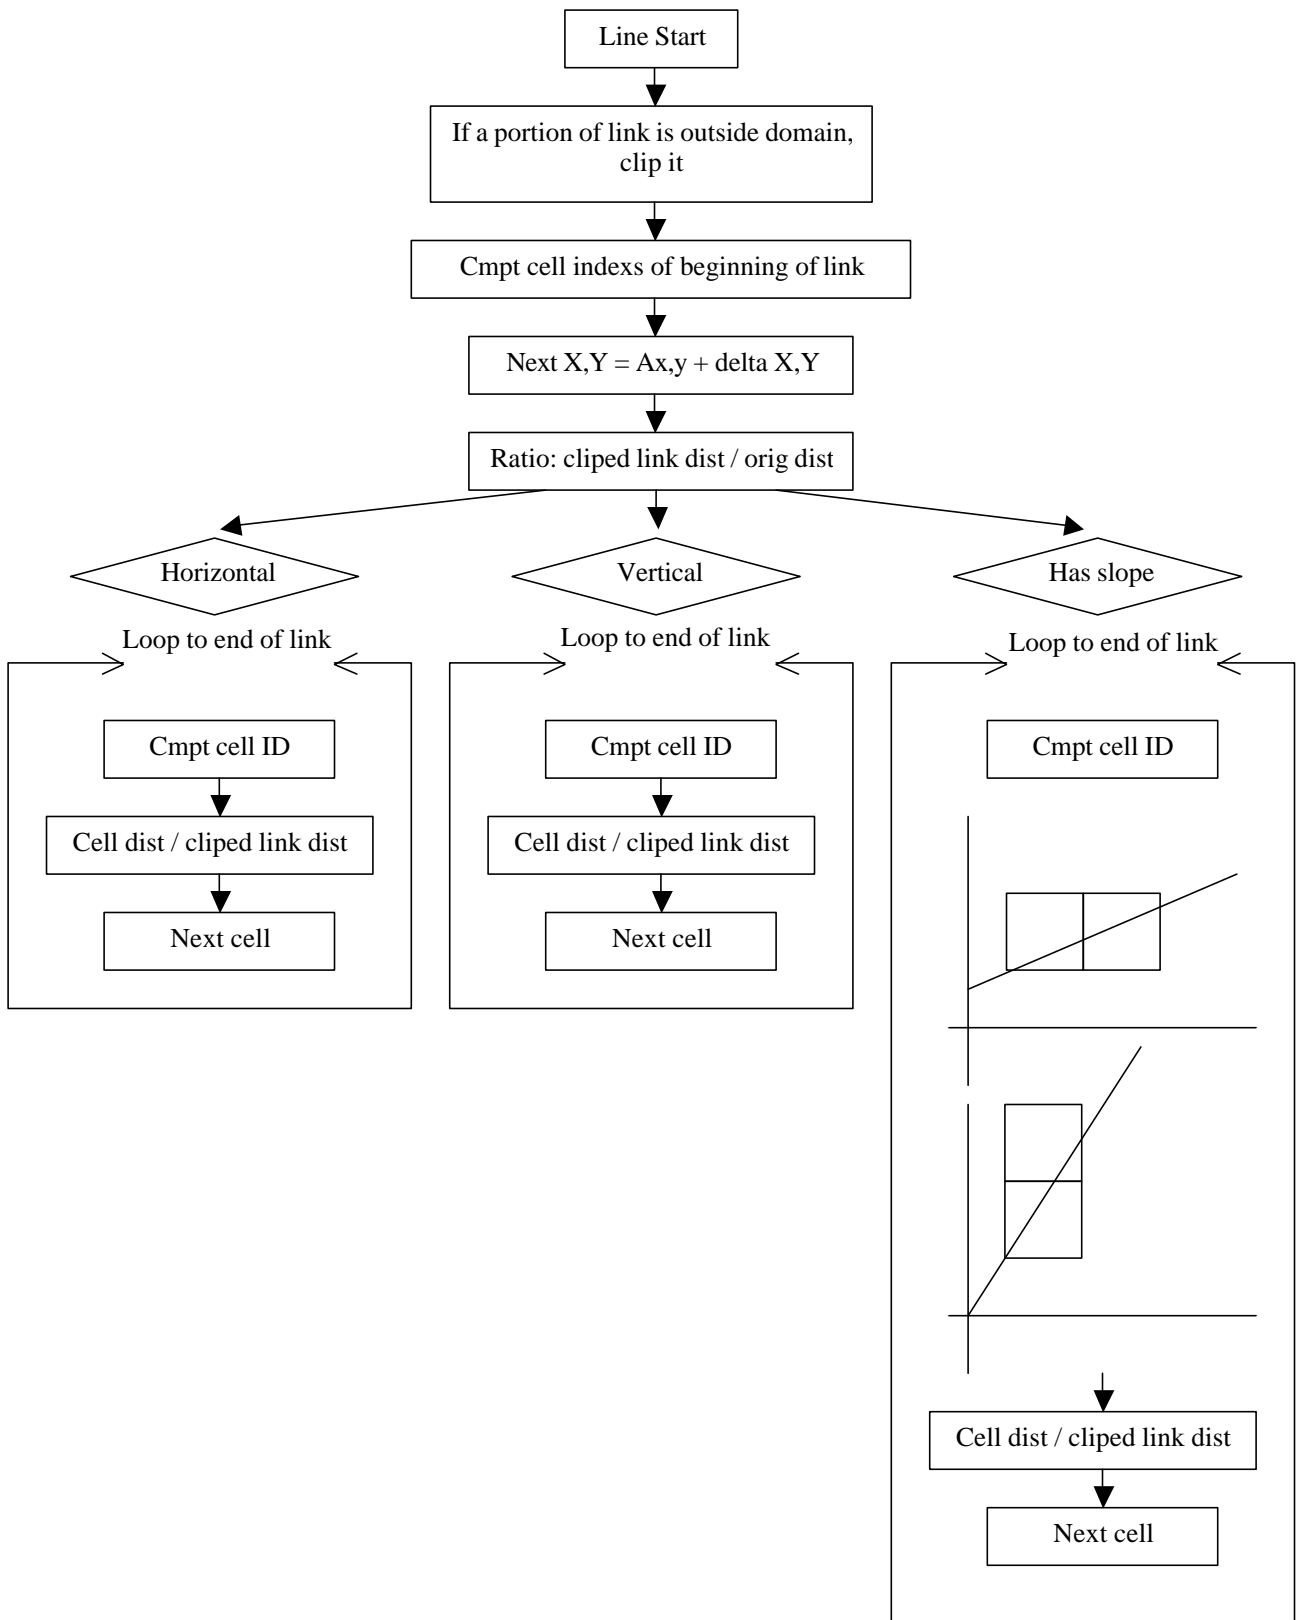 Line Start
If a portion of link is outside domain,
clip it
Cmpt cell indexs of beginning of link
Next X,Y = Ax,y + delta X,Y
Ratio: cliped link dist / orig dist
Horizontal
Vertical
Has slope
Loop to end of link
Loop to end of link
Loop to end of link
Cmpt cell ID
Cmpt cell ID
Cmpt cell ID
Cell dist / cliped link dist
Cell dist / cliped link dist
Next cell
Next cell
Cell dist / cliped link dist
Next cell